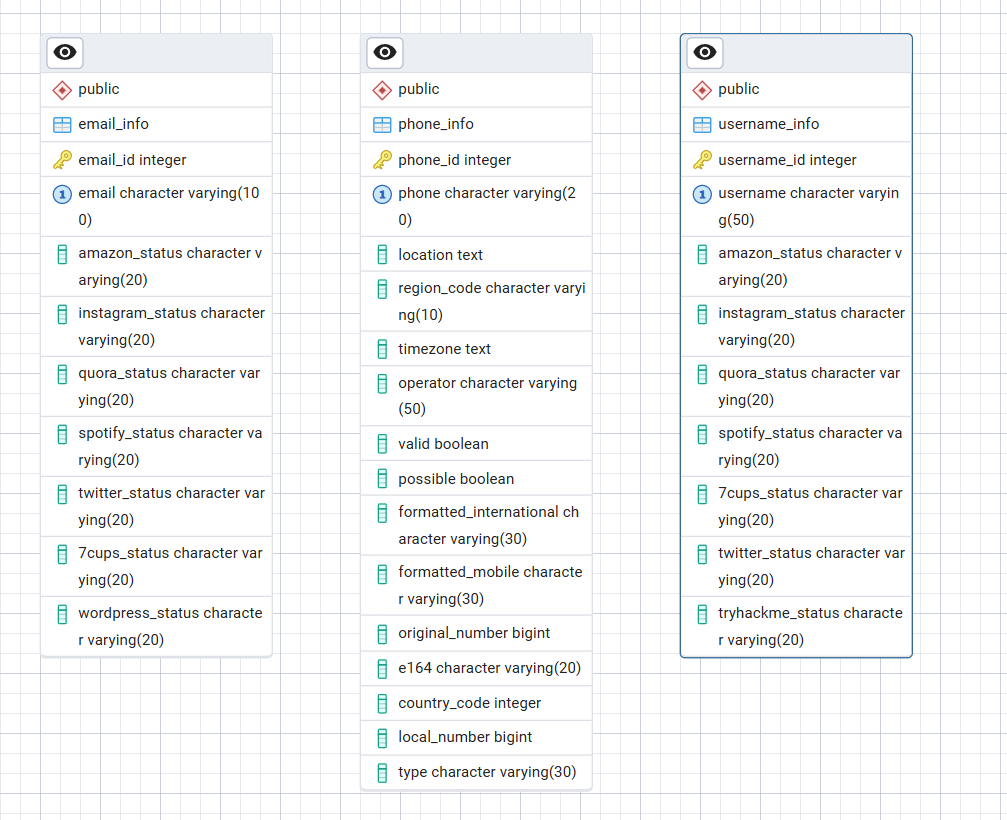 public
email_info
email_id integer
1
email character varying(10
0)
amazon_status character v
arying(20)
instagram_status character
varying(20)
quora_status character var
ying(20)
spotify_status character va
rying(20)
twitter_status character var
ying(20)
7cups_status character var
ying(20)
wordpress_status characte
r varying(20)
public
phone_info
phone_id integer
1
phone character varying(2
0)
location text
region_code character varyi
ng(10)
timezone text
operator character varying
(50)
valid boolean
possible boolean
formatted_international ch
aracter varying(30)
formatted_mobile characte
r varying(30)
original_number bigint
e164 character varying(20)
country_code integer
local_number bigint
type character varying(30)
public
username_info
username_id integer
1
username character varyin
g(50)
amazon_status character v
arying(20)
instagram_status character
varying(20)
quora_status character var
ying(20)
spotify_status character va
rying(20)
7cups_status character var
ying(20)
twitter_status character var
ying(20)
tryhackme_status characte
r varying(20)